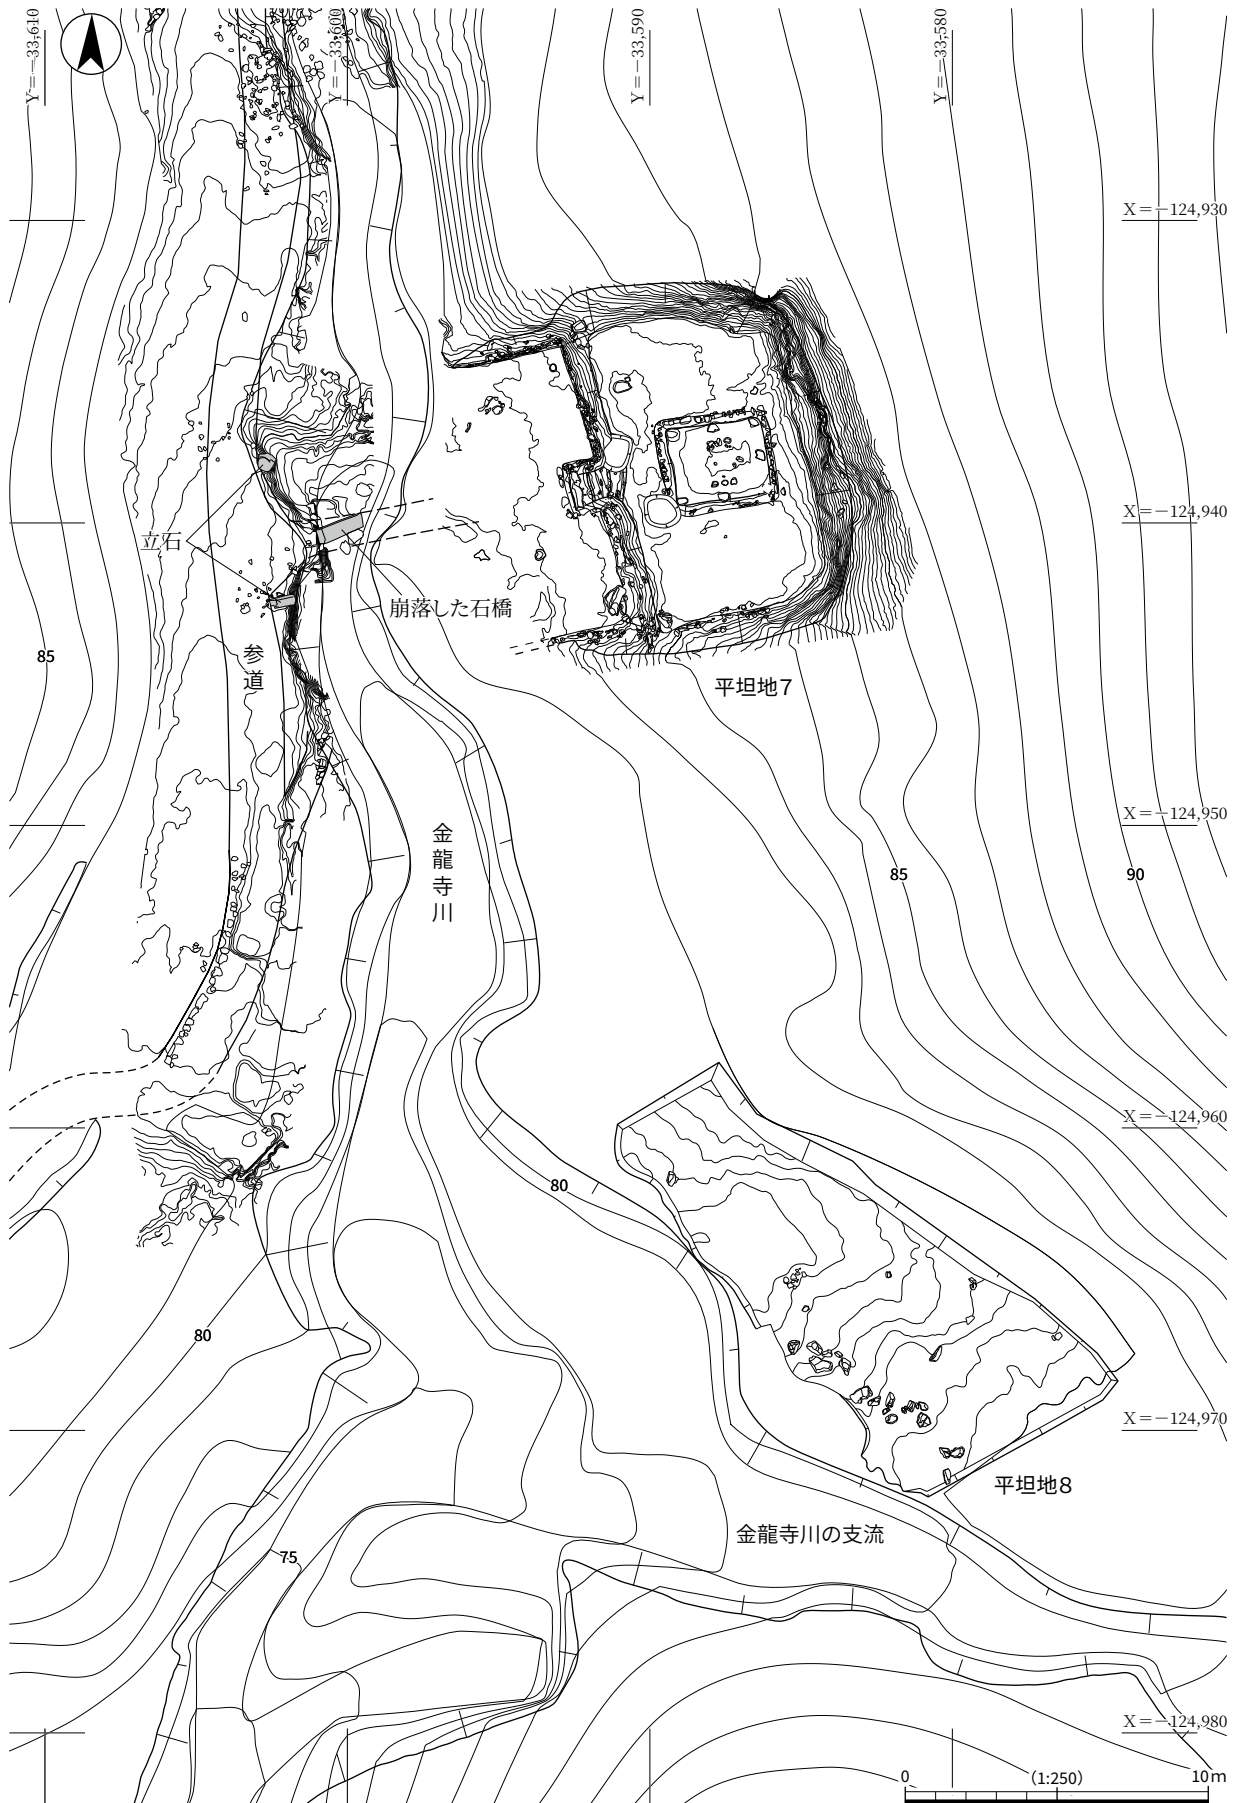 Y=－33,610
Y=－33,600
Y=－33,590
Y=－33,580
X=－124,930
X=－124,940
立石
崩落した石橋
参道
85
平坦地7
X=－124,950
金龍寺川
85
90
X=－124,960
80
80
X=－124,970
平坦地8
金龍寺川の支流
75
X=－124,980
0 (1:250) 10m